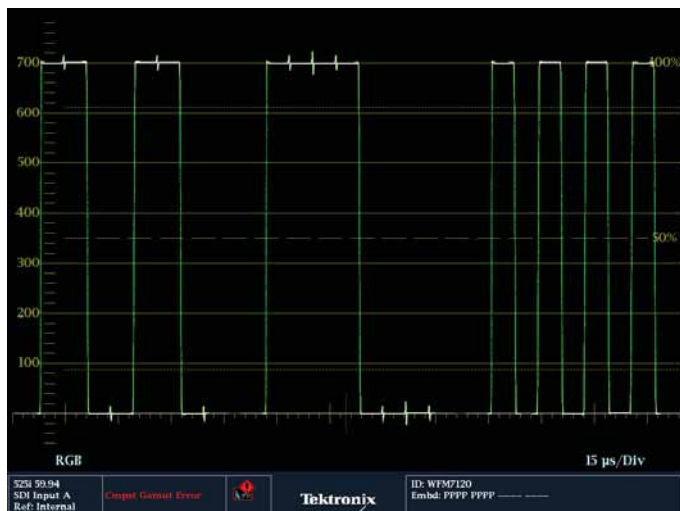 700
100%
600
500
400
50%
300
200
100
RGB
15 µs/Div
525i 59.94
SDI Input A
Ref: Internal
Cmpst Gamut Error
Tektronix
ID: WFM7120
Embd: PPPP PPPP ---- ----